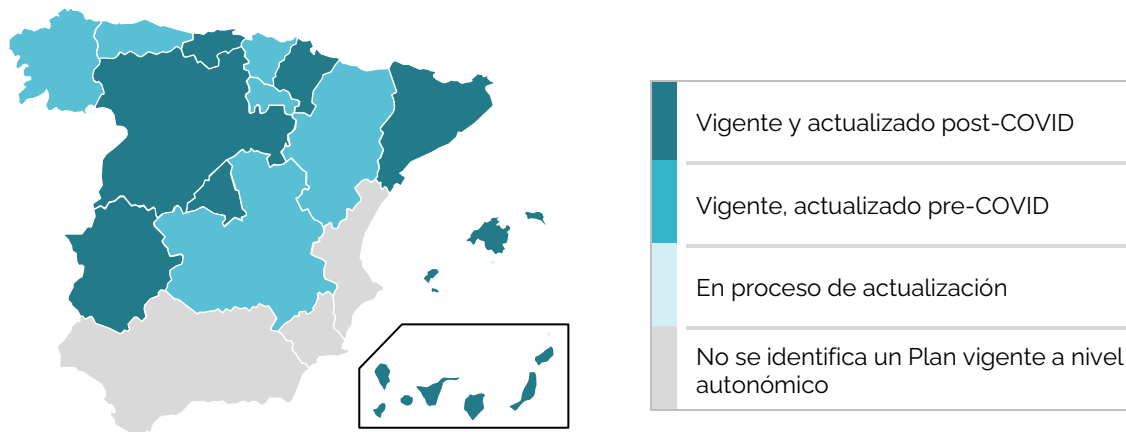 Vigente y actualizado post-COVID
Vigente, actualizado pre-COVID
En proceso de actualización
No se identifica un Plan vigente a nivel
autonómico